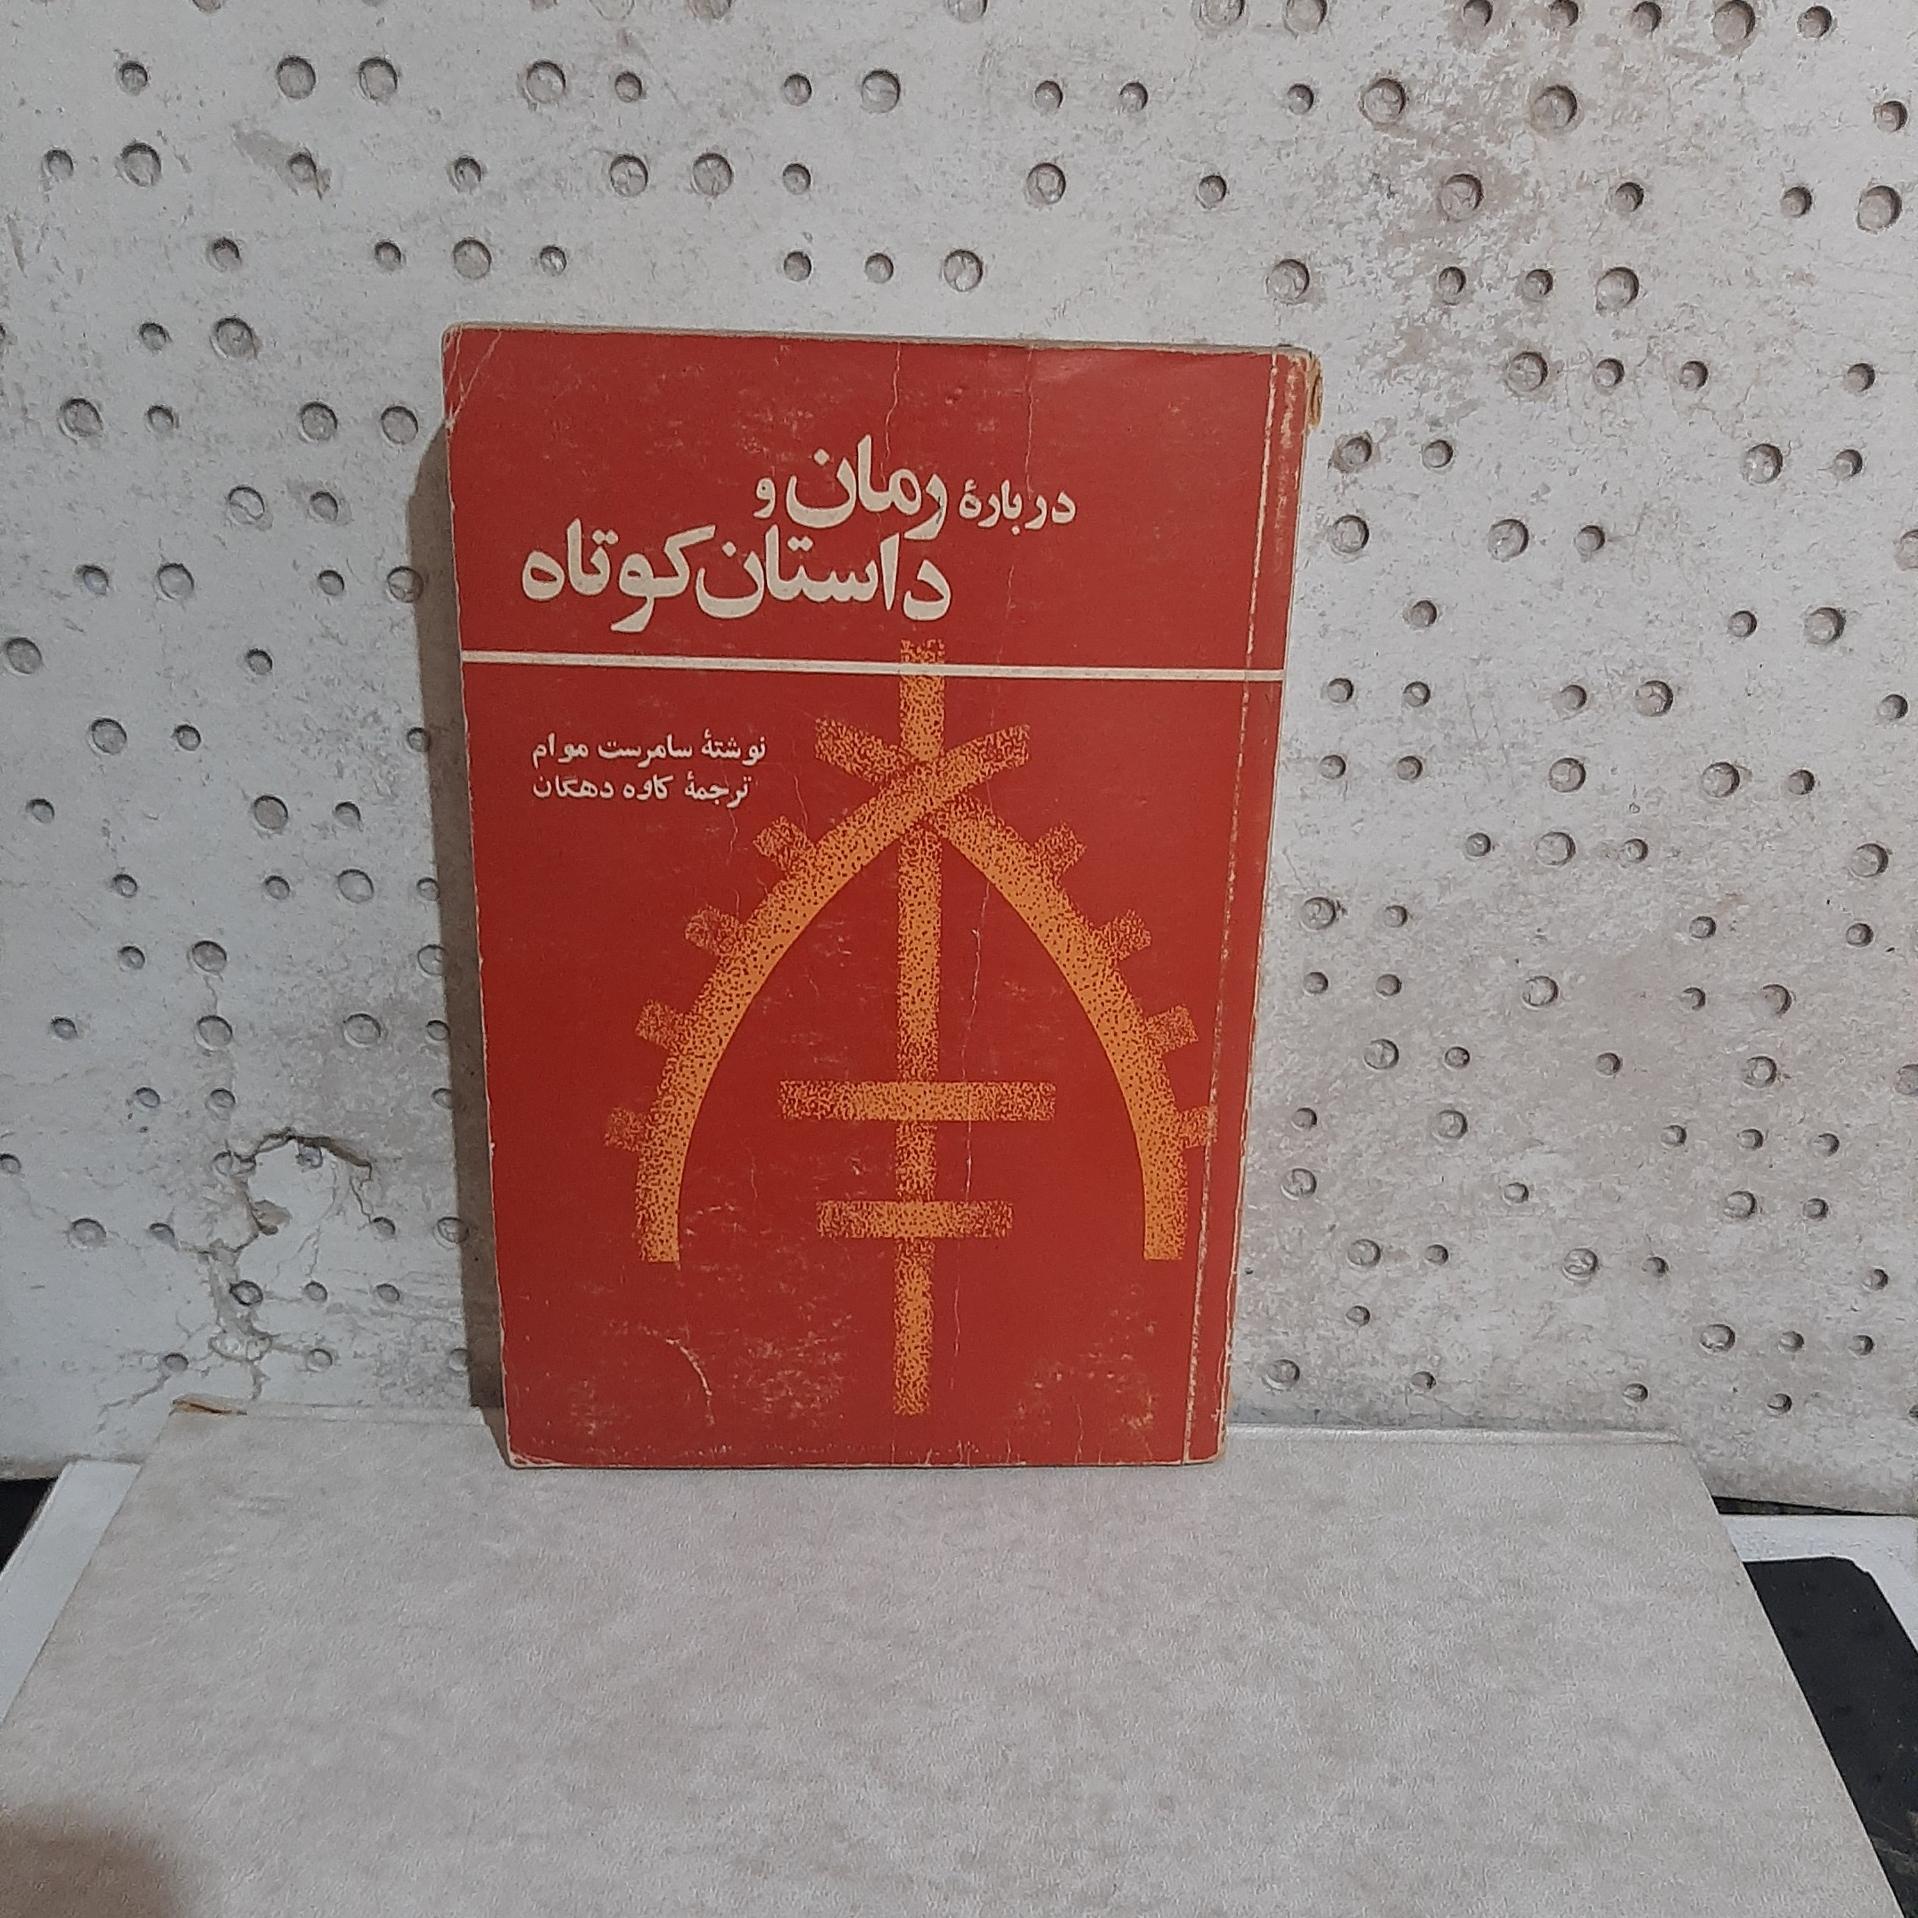 دربارهٔ رمان و
داستان کوتاه
نوشتهٔ سامرست موام
ترجمهٔ کاوه دهگان